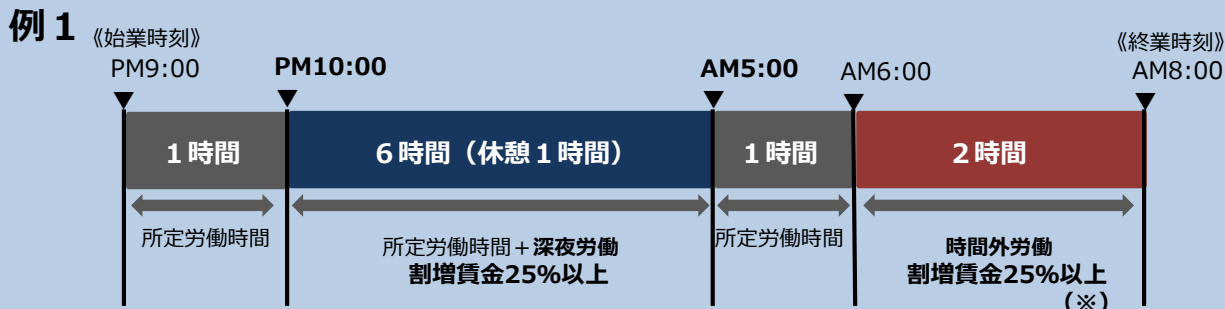 例１
《始業時刻》
PM9:00
PM10:00
AM5:00
AM6:00
《終業時刻》
AM8:00
１時間
６時間（休憩１時間）
１時間
２時間
所定労働時間
所定労働時間＋深夜労働
割増賃金25%以上
所定労働時間
時間外労働
割増賃金25%以上
（※）